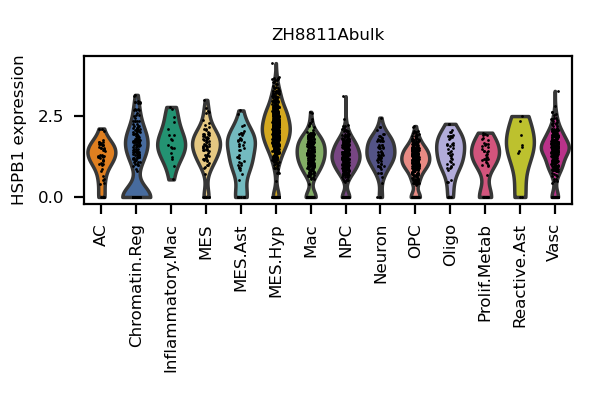 ZH8811Abulk
HSPB1 expression
2.5
0.0
AC
Chromatin.Reg
Inflammatory.Mac
MES
MES.Ast
MES.Hyp
Mac
NPC
Neuron
OPC
Oligo
Prolif.Metab
Reactive.Ast
Vasc